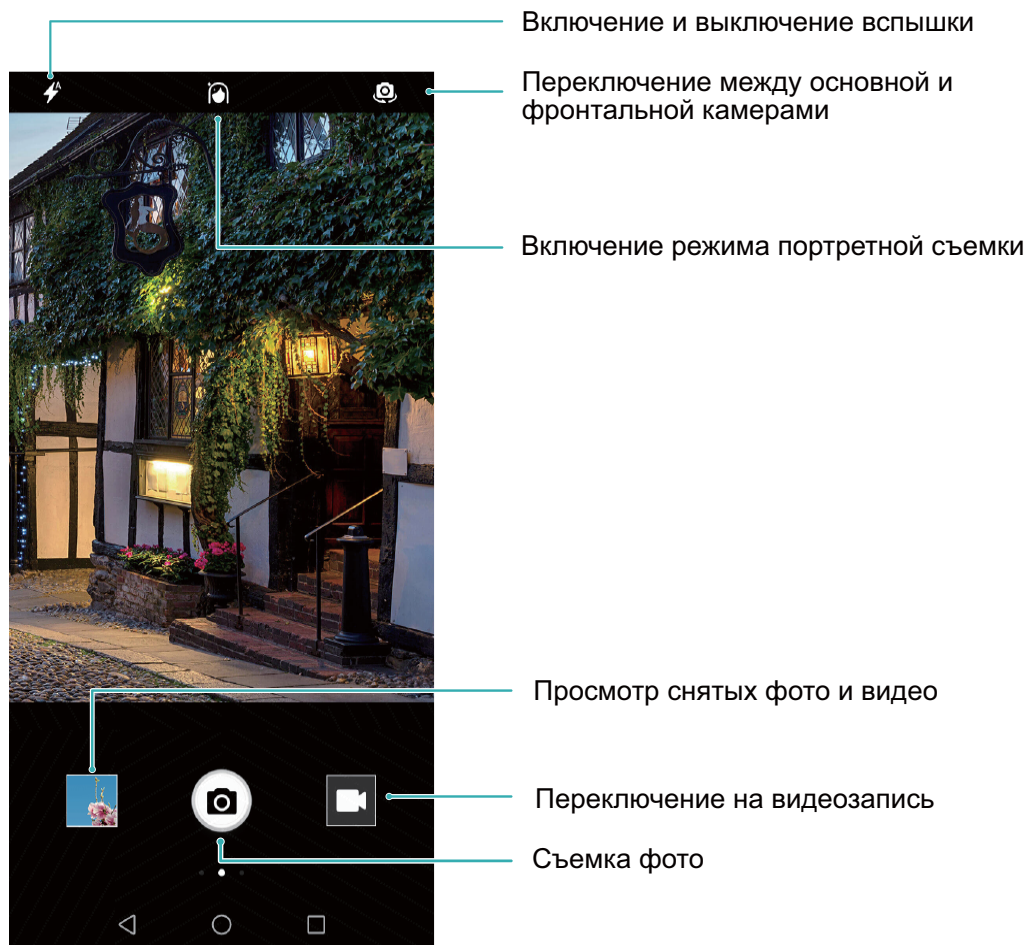 Включение и выключение вспышки
Переключение между основной и
фронтальной камерами
Включение режима портретной съемки
Просмотр снятых фото и видео
Переключение на видеозапись
Съемка фото